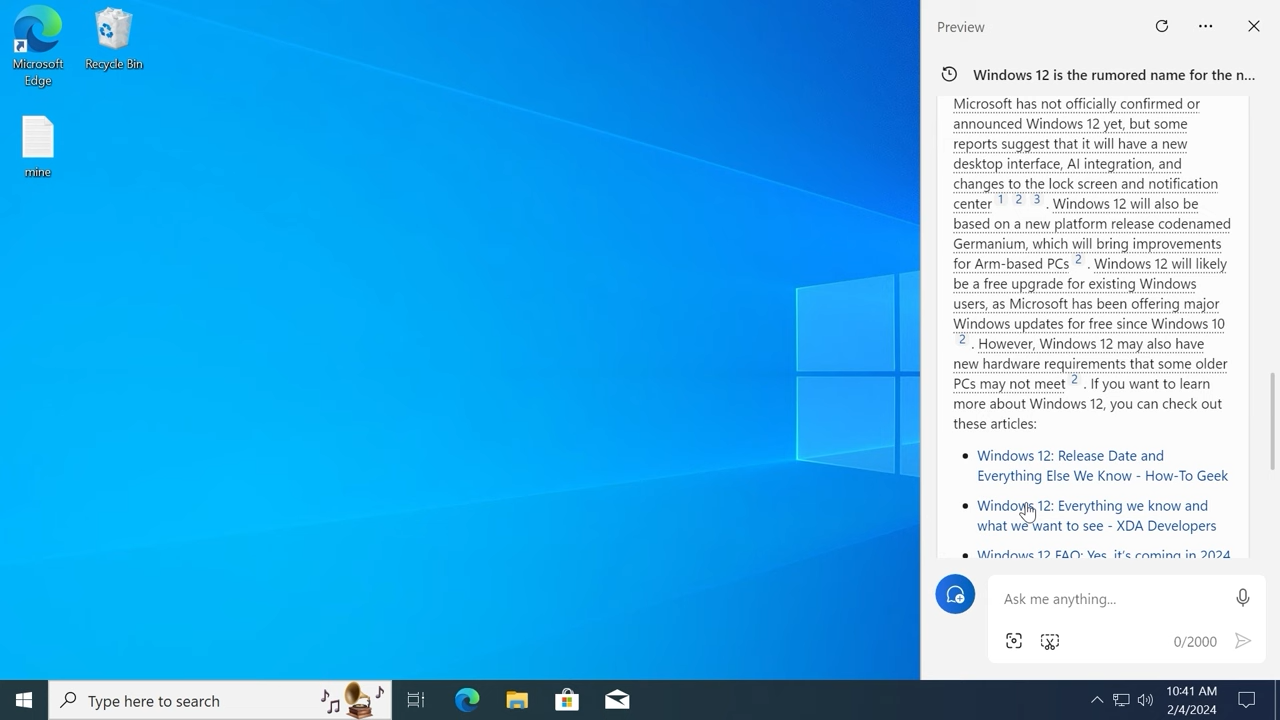 Microsoft
Edge
Recycle Bin
mine
Preview
Windows 12 is the rumored name for the n...
Microsoft has not officially confirmed or
announced Windows 12 yet, but some
reports suggest that it will have a new
desktop interface, AI integration, and
changes to the lock screen and notification
center 1 2 3 . Windows 12 will also be
based on a new platform release codenamed
Germanium, which will bring improvements
for Arm-based PCs 2 . Windows 12 will likely
be a free upgrade for existing Windows
users, as Microsoft has been offering major
Windows updates for free since Windows 10
2 . However, Windows 12 may also have
new hardware requirements that some older
PCs may not meet 2 . If you want to learn
more about Windows 12, you can check out
these articles:
Windows 12: Release Date and
Everything Else We Know - How-To Geek
Windows 12: Everything we know and
what we want to see - XDA Developers
Windows 12 FAQ: Yes, it's coming in 2024
Ask me anything...
0/2000
Type here to search
10:41 AM
2/4/2024